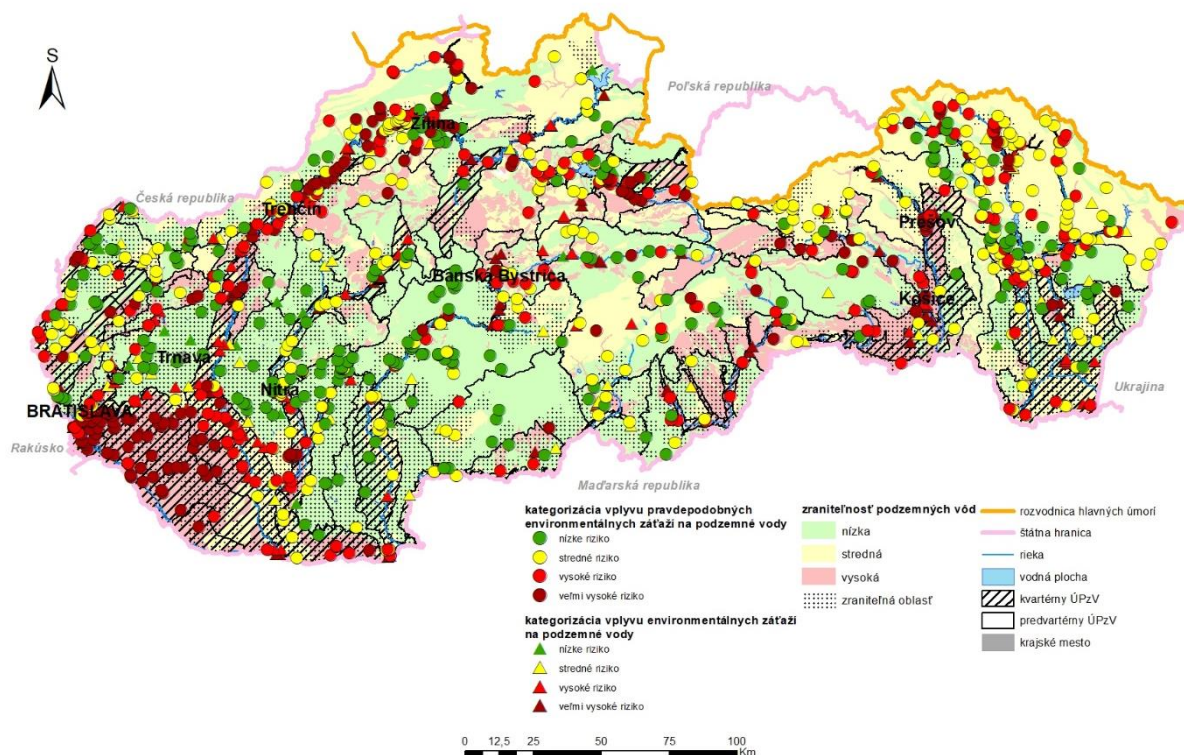 S
Poľská republika
Žilina
Česká republika
Trenčín
Prešov
Banská Bystrica
Košice
Trnava
Nitra
BRATISLAVA
Ukrajina
Rakúsko
Maďarská republika
kategorizácia vplyvu pravdepodobných
environmentálnych záťaží na podzemné vody
nízke riziko
stredné riziko
vysoké riziko
veľmi vysoké riziko
kategorizácia vplyvu environmentálnych záťaží
na podzemné vody
nízke riziko
stredné riziko
vysoké riziko
veľmi vysoké riziko
zraniteľnosť podzemných vôd
nízka
stredná
vysoká
zraniteľná oblasť
rozvodnica hlavných úmorí
štátna hranica
rieka
vodná plocha
kvartérny ÚPzV
predvartérny ÚPzV
krajské mesto
0 12,5 25 50 75 100
Km